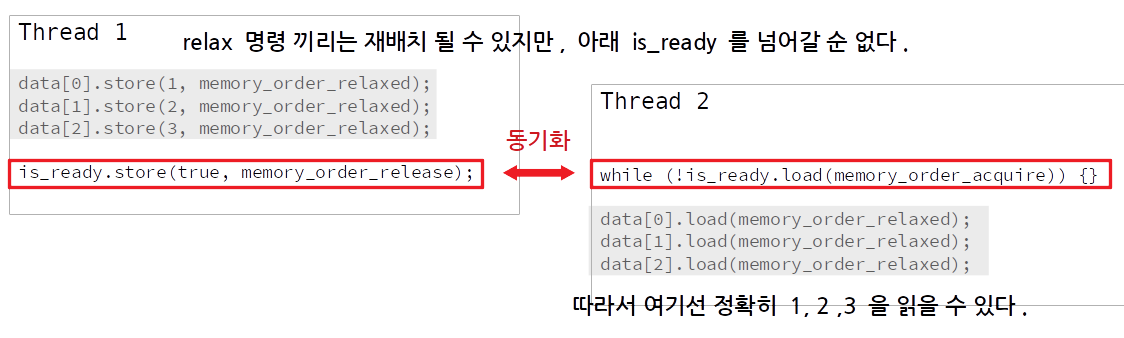 Thread 1
relax 명령 끼리는 재배치 될 수 있지만 , 아래 is_ready 를 넘어갈 순 없다 .
data[0].store(1, memory_order_relaxed);
data[1].store(2, memory_order_relaxed);
data[2].store(3, memory_order_relaxed);
is_ready.store(true, memory_order_release);
동기화
Thread 2
while (!is_ready.load(memory_order_acquire)) {}
data[0].load(memory_order_relaxed);
data[1].load(memory_order_relaxed);
data[2].load(memory_order_relaxed);
따라서 여기선 정확히 1, 2 ,3 을 읽을 수 있다 .